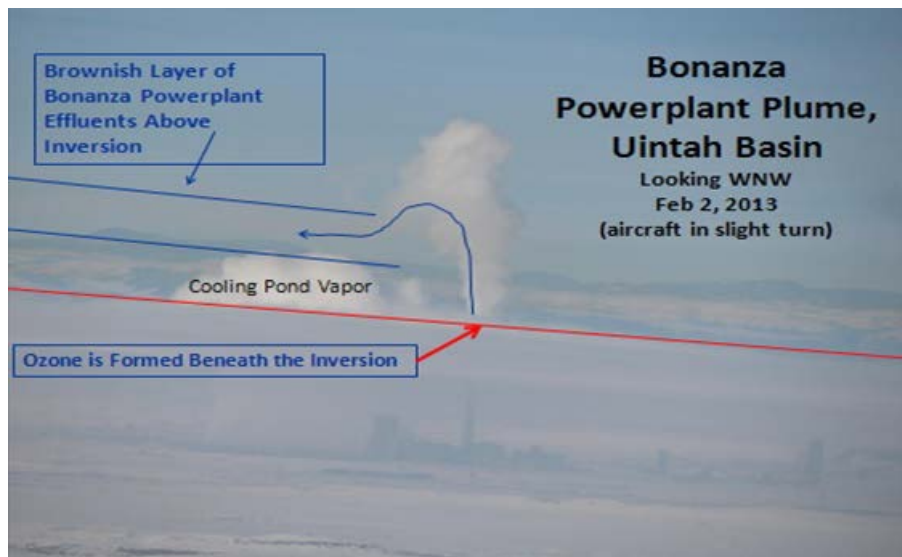 Brownish Layer of
Bonanza Powerplant
Effluents Above
Inversion
Bonanza
Powerplant Plume,
Uintah Basin
Looking WNW
Feb 2, 2013
(aircraft in slight turn)
Cooling Pond Vapor
Ozone is Formed Beneath the Inversion